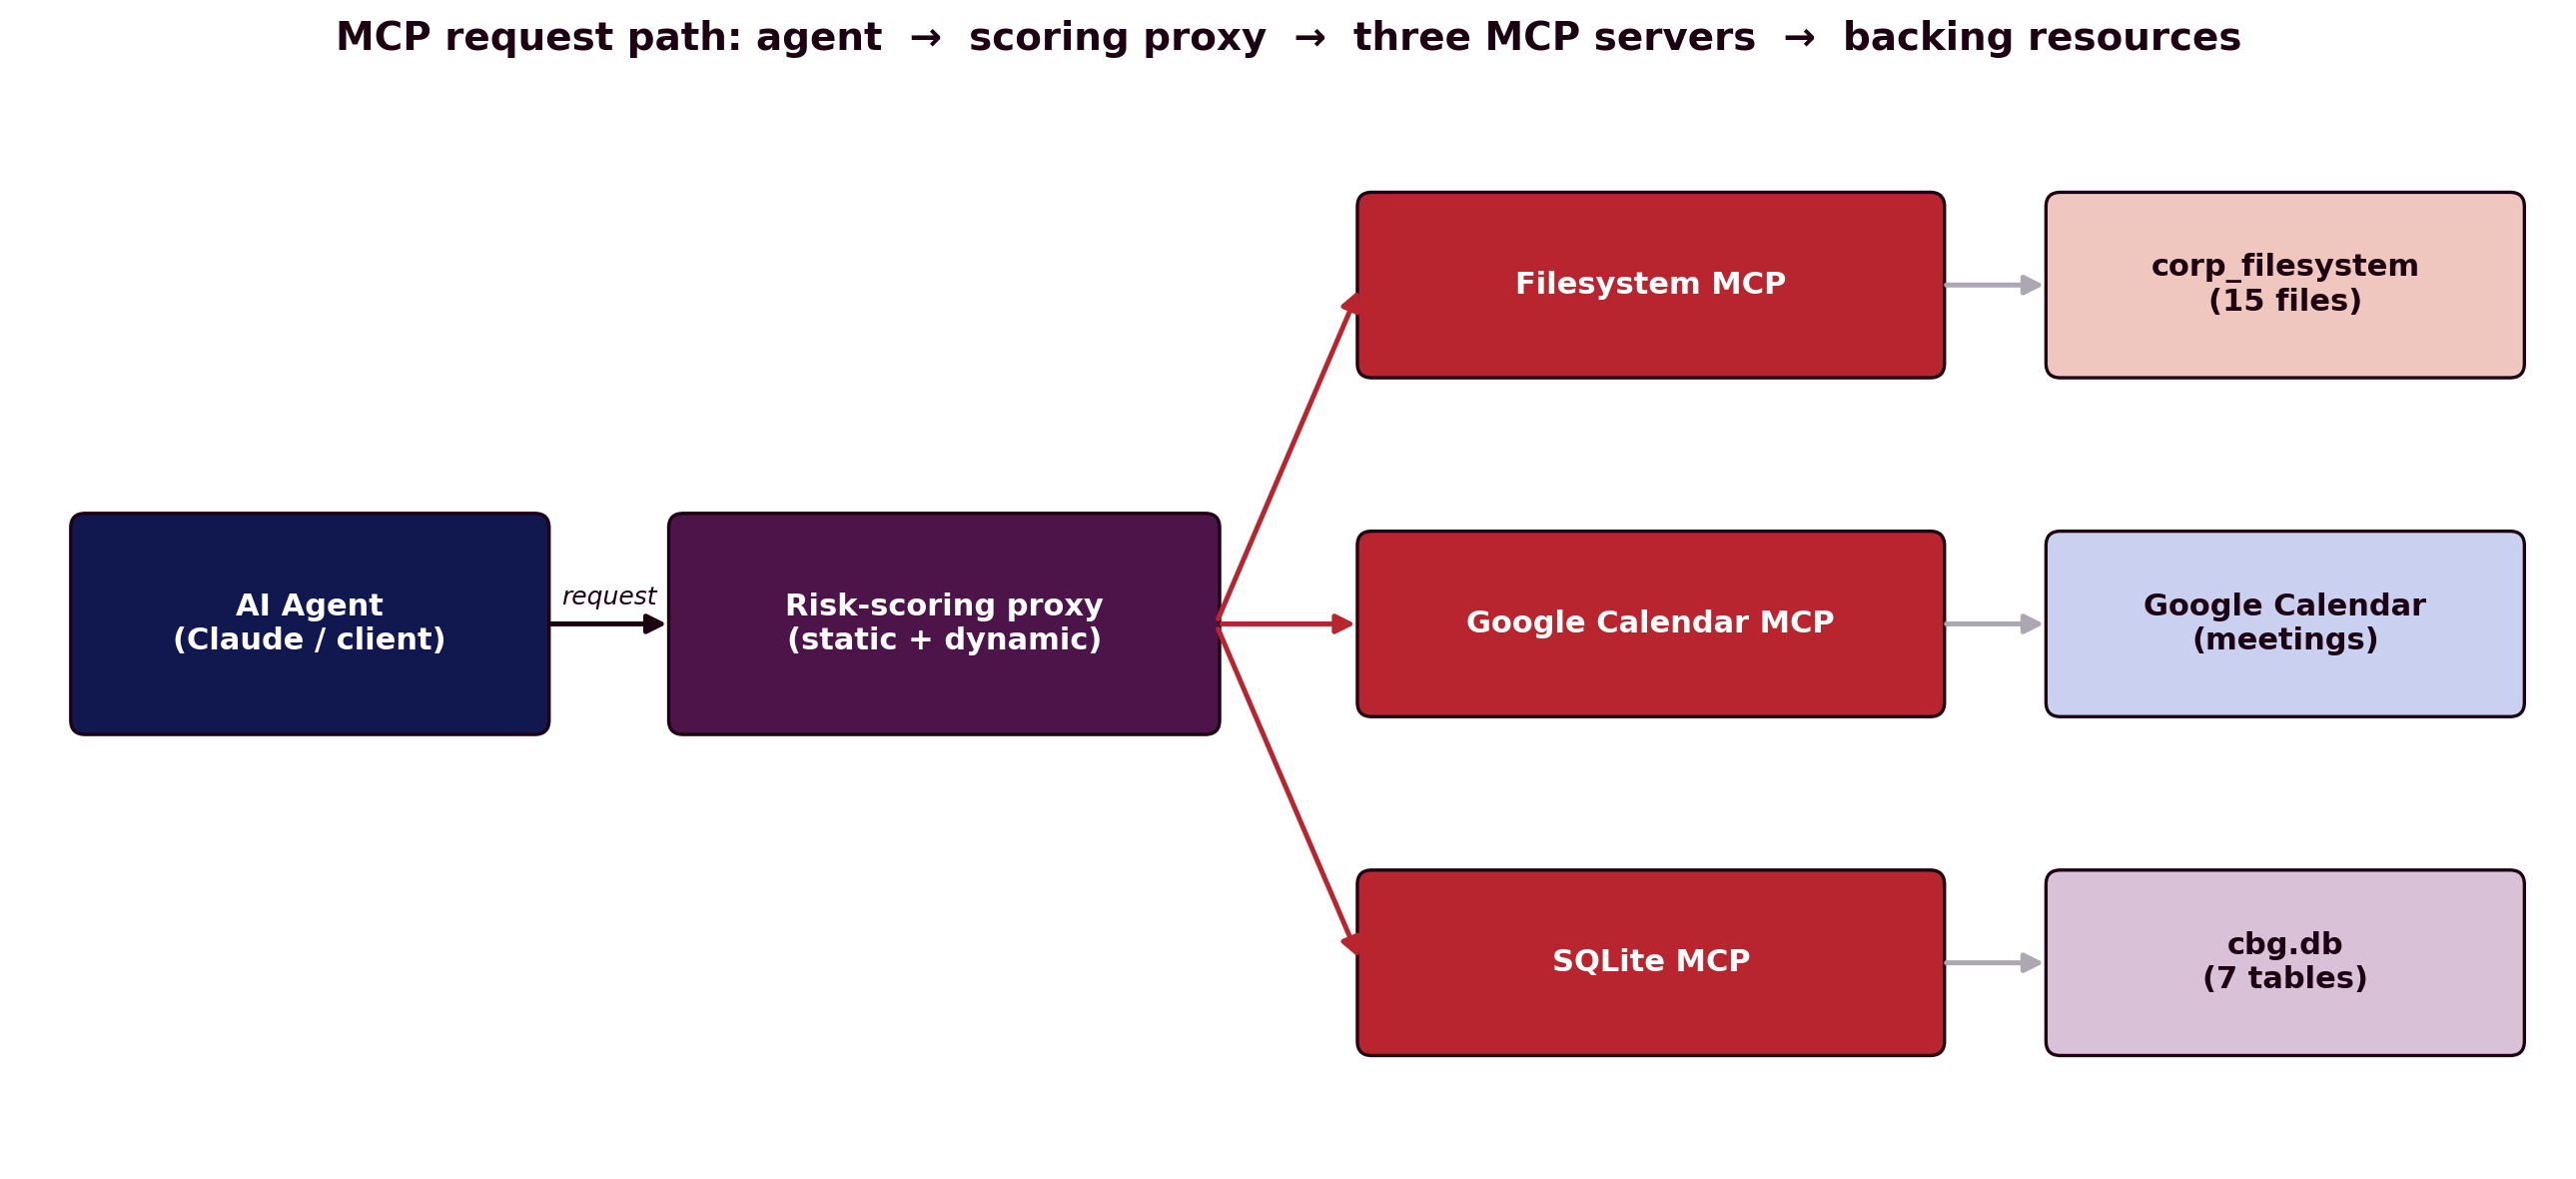 MCP request path: agent → scoring proxy → three MCP servers → backing resources
AI Agent
(Claude / client)
request
Risk-scoring proxy
(static + dynamic)
Filesystem MCP
corp_filesystem
(15 files)
Google Calendar MCP
Google Calendar
(meetings)
SQLite MCP
cbg.db
(7 tables)